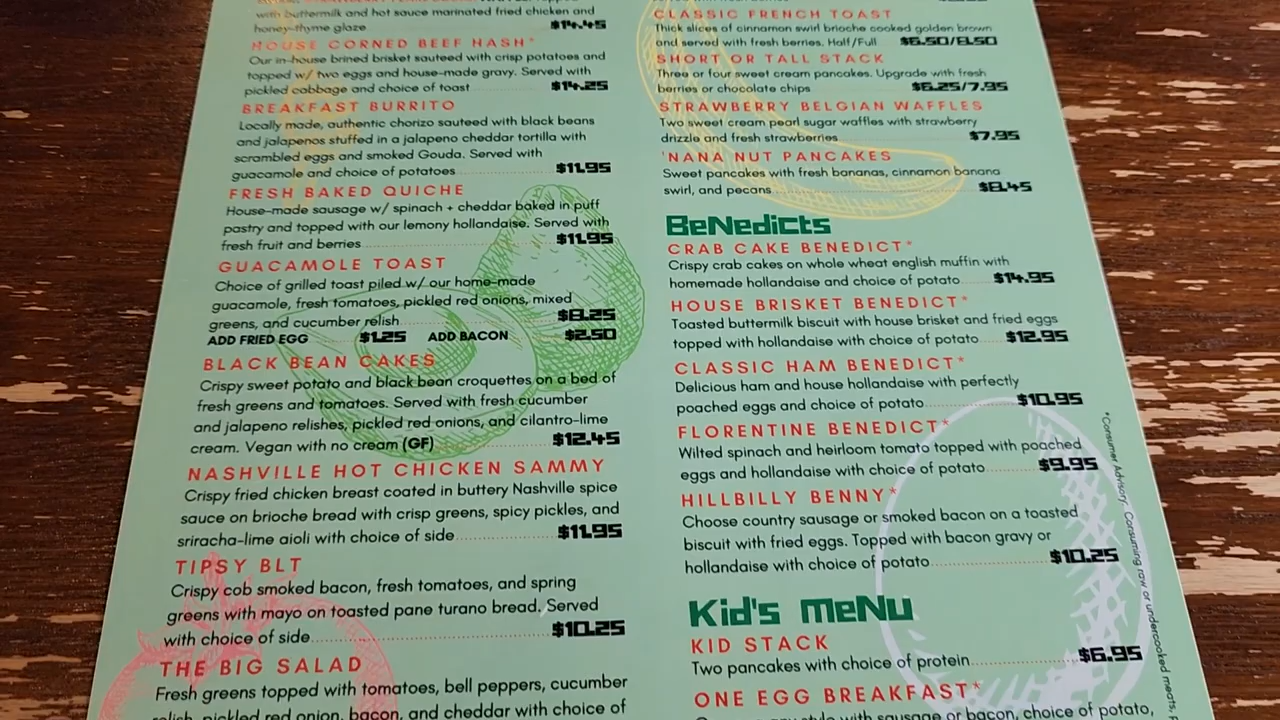 with buttermilk and hot sauce marinated fried chicken and
honey-thyme glaze $14.45
HOUSE CORNED BEEF HASH*
Our in-house brined brisket sauteed with crisp potatoes and
topped w/ two eggs and house-made gravy. Served with
pickled cabbage and choice of toast $14.25
BREAKFAST BURRITO
Locally made, authentic chorizo sauteed with black beans
and jalapenos stuffed in a jalapeno cheddar tortilla with
scrambled eggs and smoked Gouda. Served with
guacamole and choice of potatoes $11.95
FRESH BAKED QUICHE
House-made sausage w/ spinach + cheddar baked in puff
pastry and topped with our lemony hollandaise. Served with
fresh fruit and berries $11.95
GUACAMOLE TOAST
Choice of grilled toast piled w/ our home-made
guacamole, fresh tomatoes, pickled red onions, mixed
greens, and cucumber relish $8.25
ADD FRIED EGG $1.25 ADD BACON $2.50
BLACK BEAN CAKES
Crispy sweet potato and black bean croquettes on a bed of
fresh greens and tomatoes. Served with fresh cucumber
and jalapeno relishes, pickled red onions, and cilantro-lime
cream. Vegan with no cream (GF) $12.45
NASHVILLE HOT CHICKEN SAMMY
Crispy fried chicken breast coated in buttery Nashville spice
sauce on brioche bread with crisp greens, spicy pickles, and
sriracha-lime aioli with choice of side $11.95
TIPSY BLT
Crispy cob smoked bacon, fresh tomatoes, and spring
greens with mayo on toasted pane turano bread. Served
with choice of side $10.25
THE BIG SALAD
Fresh greens topped with tomatoes, bell peppers, cucumber
relish, pickled red onion, bacon, and cheddar with choice of
CLASSIC FRENCH TOAST
Thick slices of cinnamon swirl brioche cooked golden brown
and served with fresh berries. Half/Full $6.50/8.50
SHORT OR TALL STACK
Three or four sweet cream pancakes. Upgrade with fresh
berries or chocolate chips $6.25/7.95
STRAWBERRY BELGIAN WAFFLES
Two sweet cream pearl sugar waffles with strawberry
drizzle and fresh strawberries $7.95
'NANA NUT PANCAKES
Sweet pancakes with fresh bananas, cinnamon banana
swirl, and pecans $8.45
BeNedicts
CRAB CAKE BENEDICT*
Crispy crab cakes on whole wheat english muffin with
homemade hollandaise and choice of potato $14.95
HOUSE BRISKET BENEDICT*
Toasted buttermilk biscuit with house brisket and fried eggs
topped with hollandaise with choice of potato $12.95
CLASSIC HAM BENEDICT*
Delicious ham and house hollandaise with perfectly
poached eggs and choice of potato $10.95
FLORENTINE BENEDICT*
Wilted spinach and heirloom tomato topped with poached
eggs and hollandaise with choice of potato $9.95
HILLBILLY BENNY*
Choose country sausage or smoked bacon on a toasted
biscuit with fried eggs. Topped with bacon gravy or
hollandaise with choice of potato $10.25
Kid's MeNu
KID STACK
Two pancakes with choice of protein $6.95
ONE EGG BREAKFAST*
any style with sausage or bacon, choice of potato,
*Consumer Advisory: Consuming raw or undercooked meats,